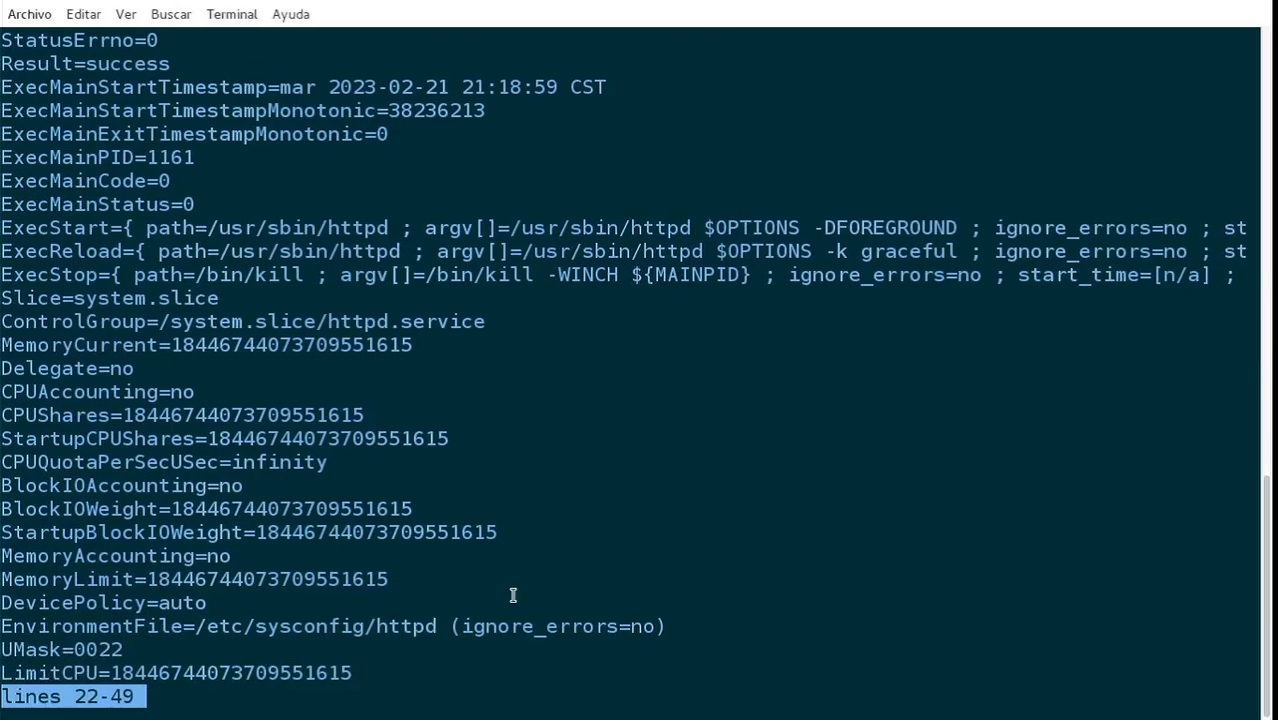 Archivo Editar Ver Buscar Terminal Ayuda
StatusErrno=0
Result=success
ExecMainStartTimestamp=mar 2023-02-21 21:18:59 CST
ExecMainStartTimestampMonotonic=38236213
ExecMainExitTimestampMonotonic=0
ExecMainPID=1161
ExecMainCode=0
ExecMainStatus=0
ExecStart={ path=/usr/sbin/httpd ; argv[]=/usr/sbin/httpd $OPTIONS -DFOREGROUND ; ignore_errors=no ; st
ExecReload={ path=/usr/sbin/httpd ; argv[]=/usr/sbin/httpd $OPTIONS -k graceful ; ignore_errors=no ; st
ExecStop={ path=/bin/kill ; argv[]=/bin/kill -WINCH ${MAINPID} ; ignore_errors=no ; start_time=[n/a] ;
Slice=system.slice
ControlGroup=/system.slice/httpd.service
MemoryCurrent=18446744073709551615
Delegate=no
CPUAccounting=no
CPUShares=18446744073709551615
StartupCPUShares=18446744073709551615
CPUQuotaPerSecUSec=infinity
BlockIOAccounting=no
BlockIOWeight=18446744073709551615
StartupBlockIOWeight=18446744073709551615
MemoryAccounting=no
MemoryLimit=18446744073709551615
DevicePolicy=auto
EnvironmentFile=/etc/sysconfig/httpd (ignore_errors=no)
UMask=0022
LimitCPU=18446744073709551615
lines 22-49